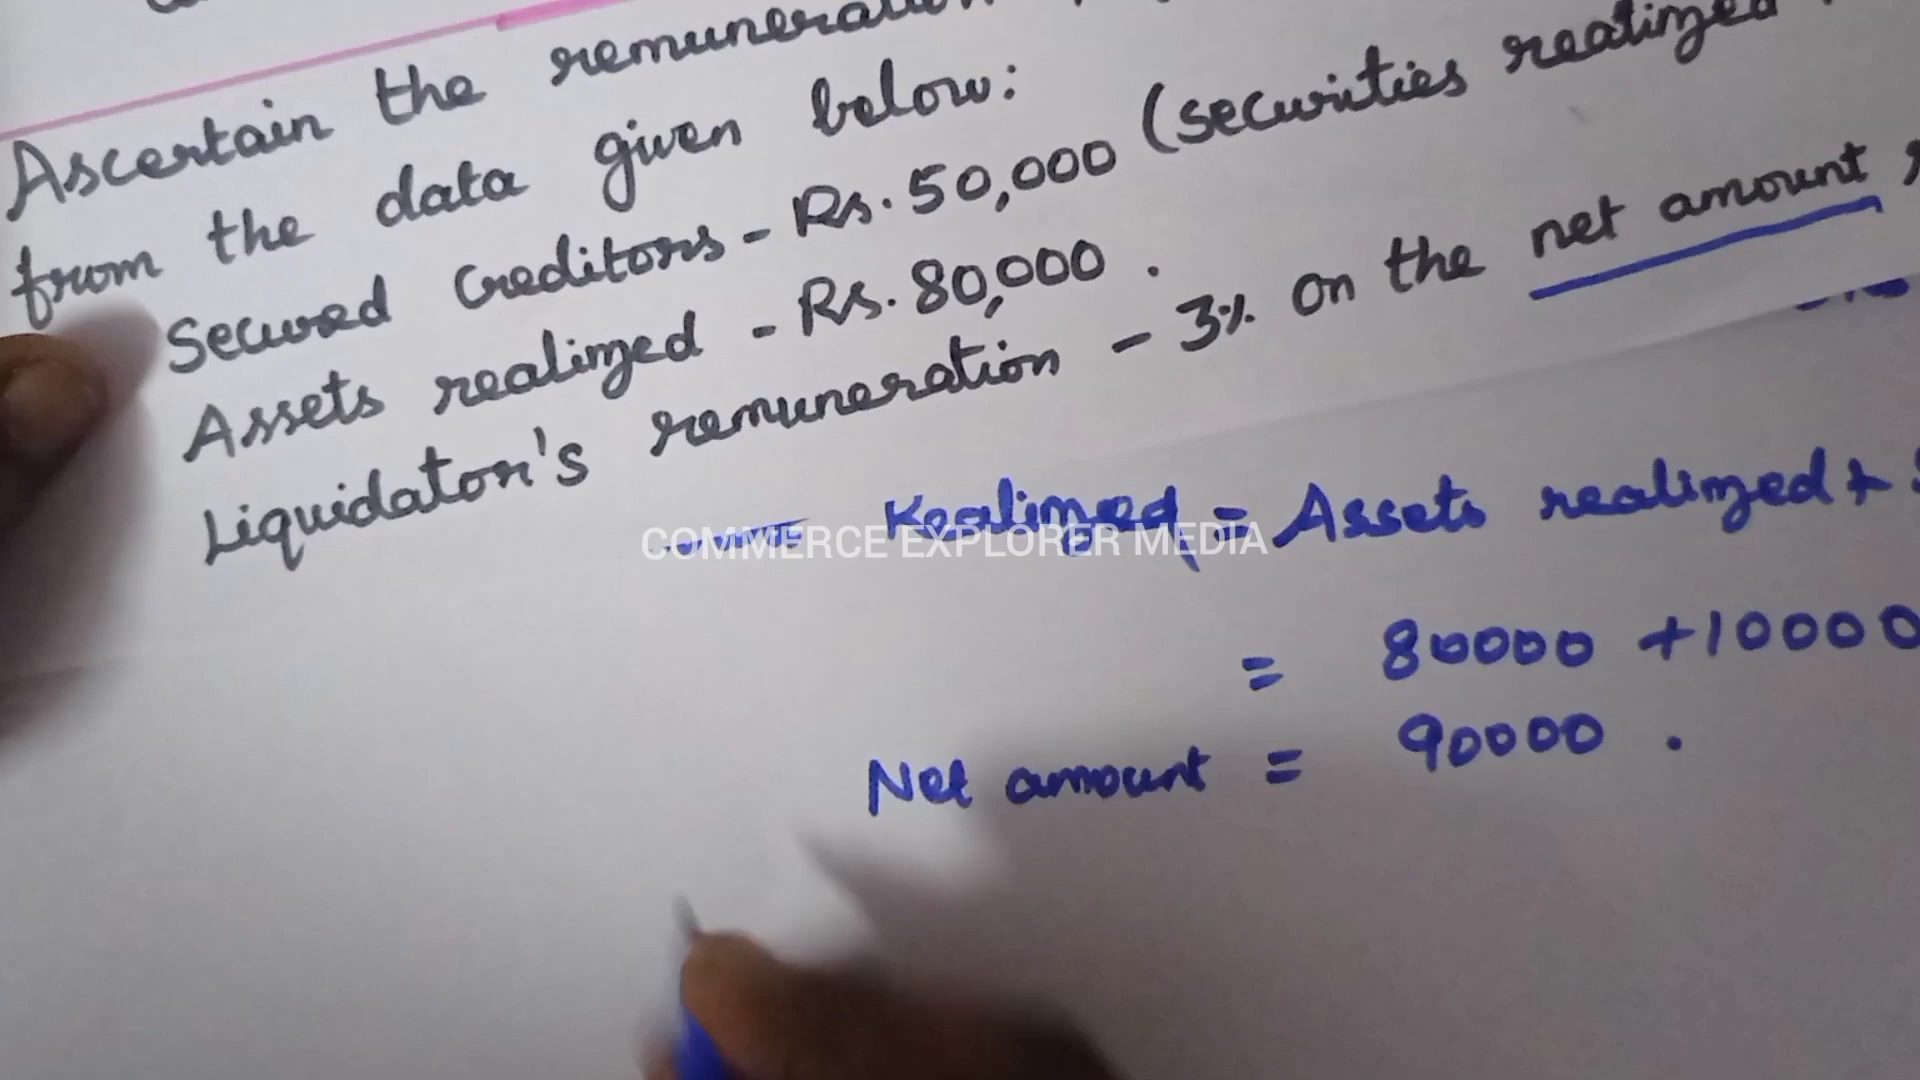 Ascertain the remuneration
from the data given below:
Secured Creditors - Rs. 50,000 (securities realized
Assets realized - Rs. 80,000.
Liquidator's remuneration - 3% on the net amount
Realized = Assets realized +
COMMERCE EXPLORER MEDIA
= 80000 + 10000
Net amount = 90000.